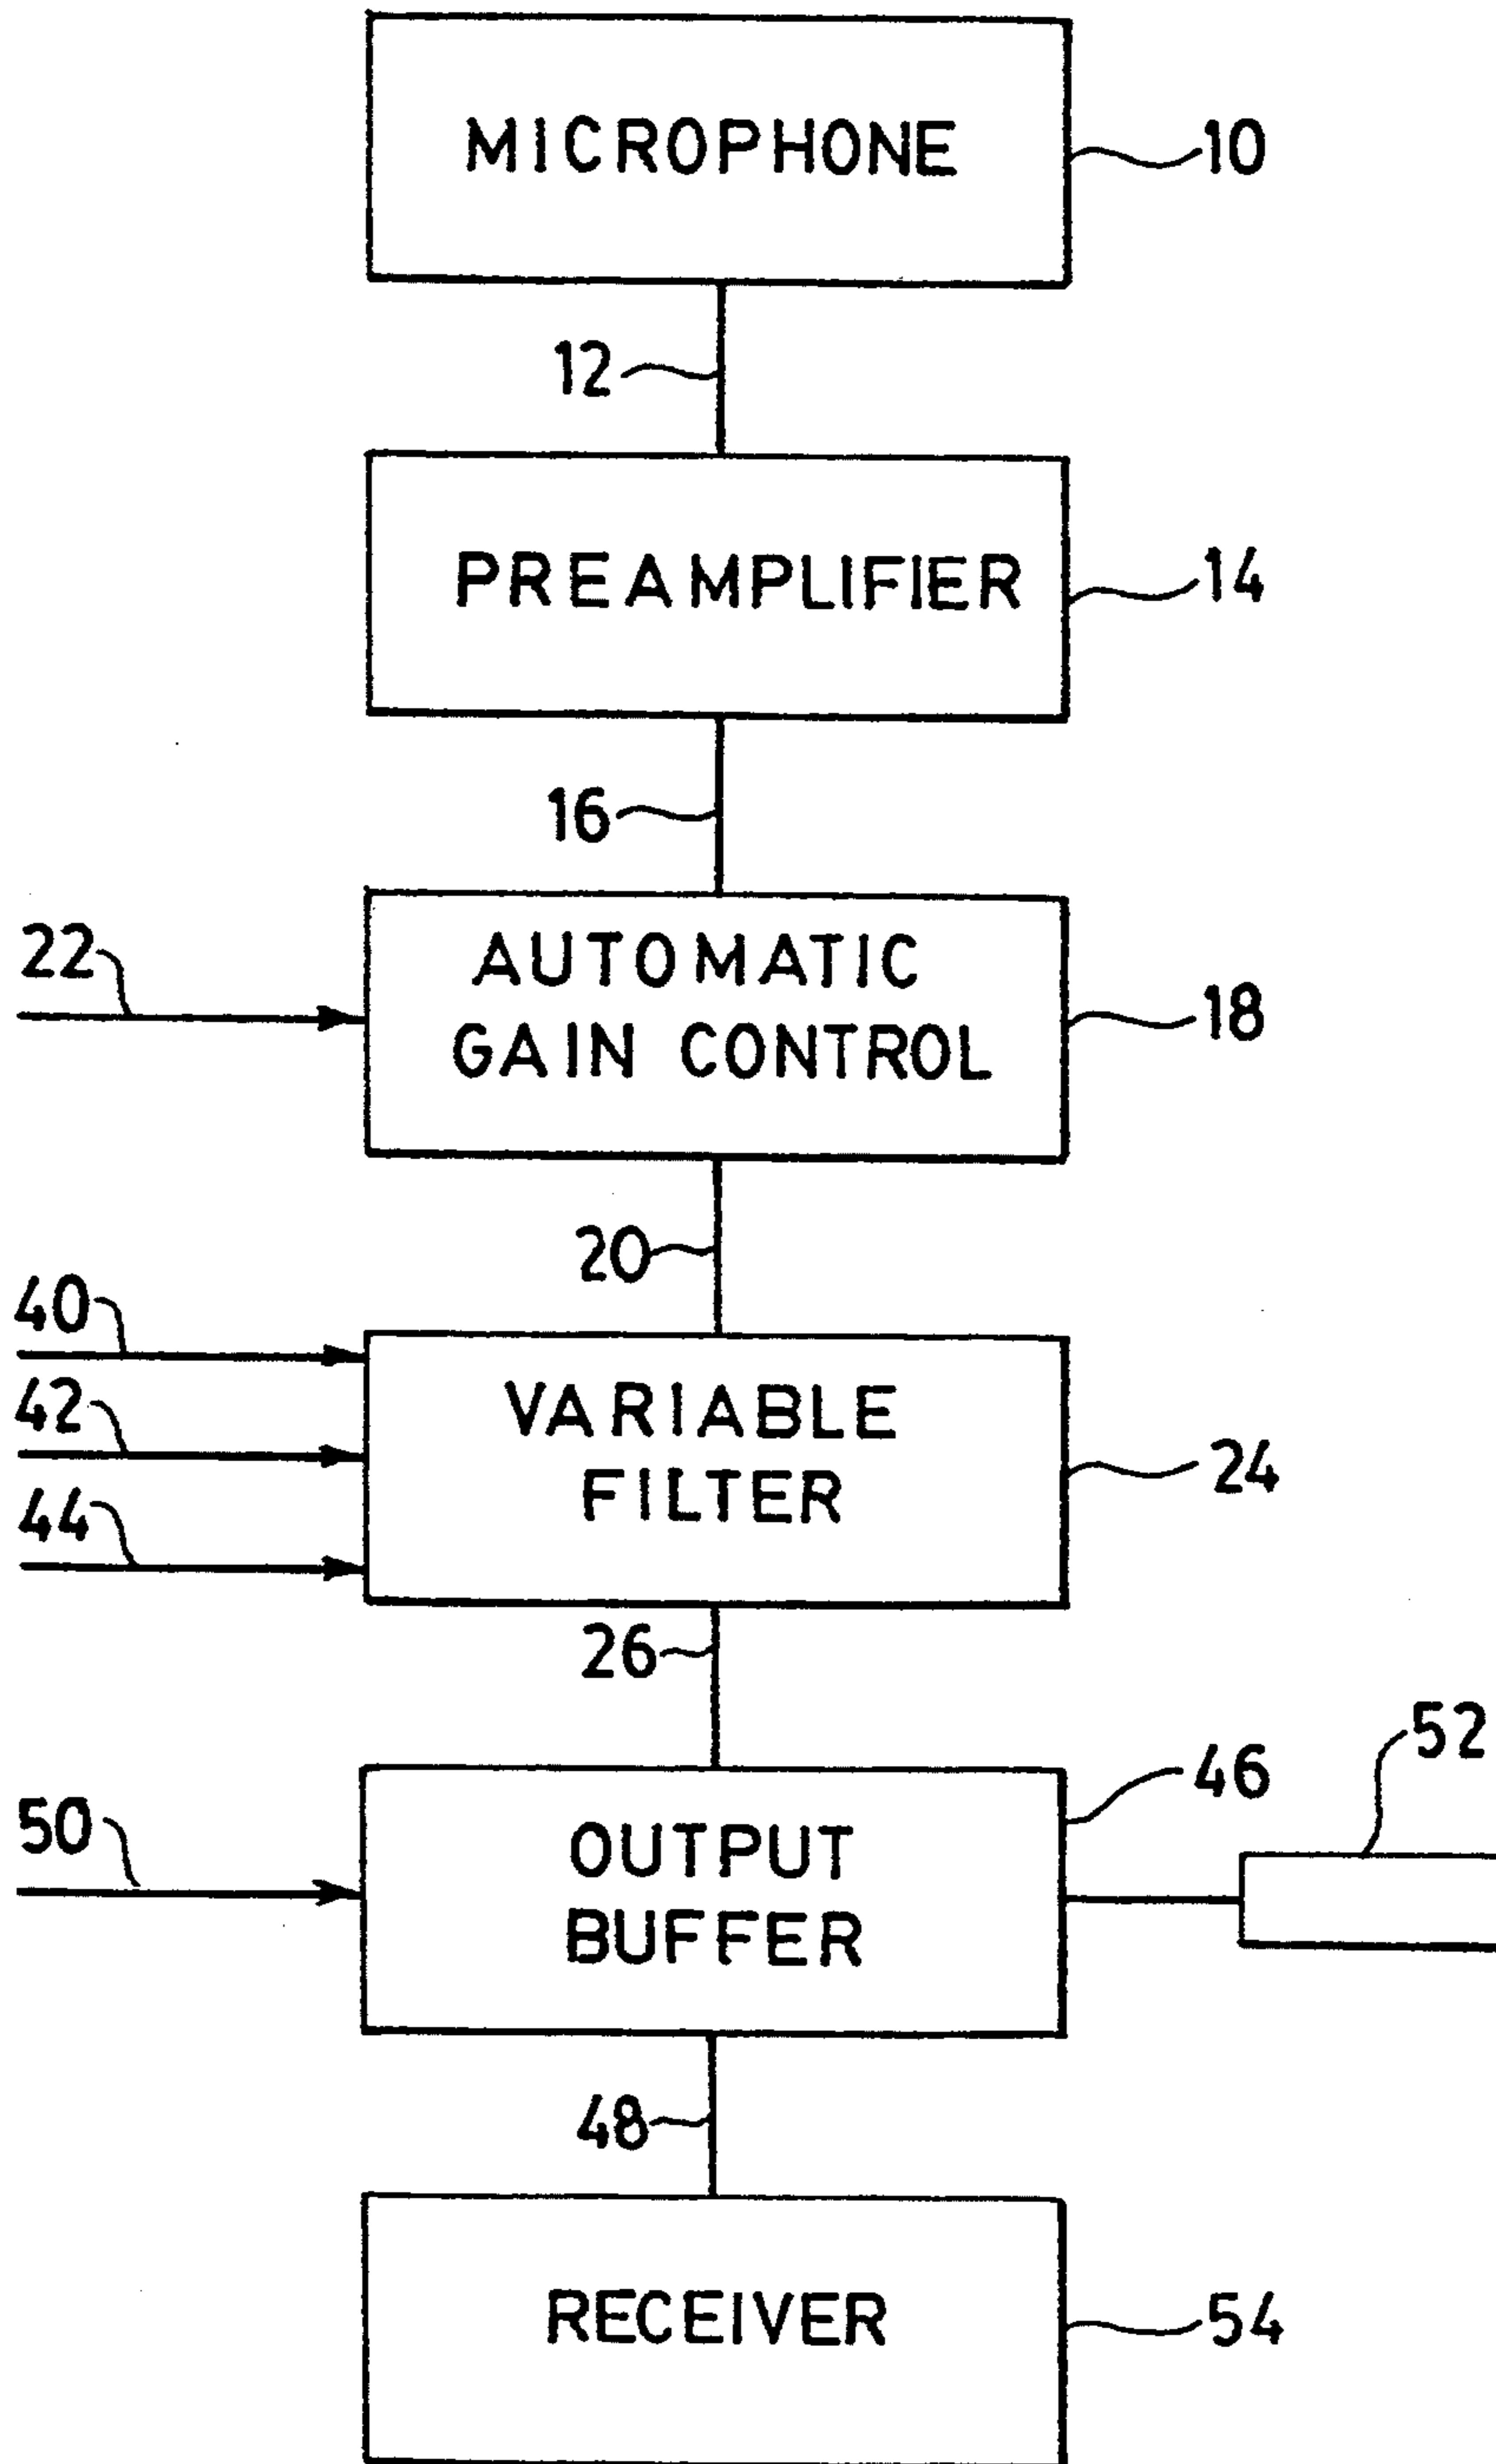 MICROPHONE
10
12
PREAMPLIFIER
14
16
22
AUTOMATIC
GAIN CONTROL
18
20
40
42
44
VARIABLE
FILTER
24
26
52
46
50
OUTPUT
BUFFER
48
RECEIVER
54